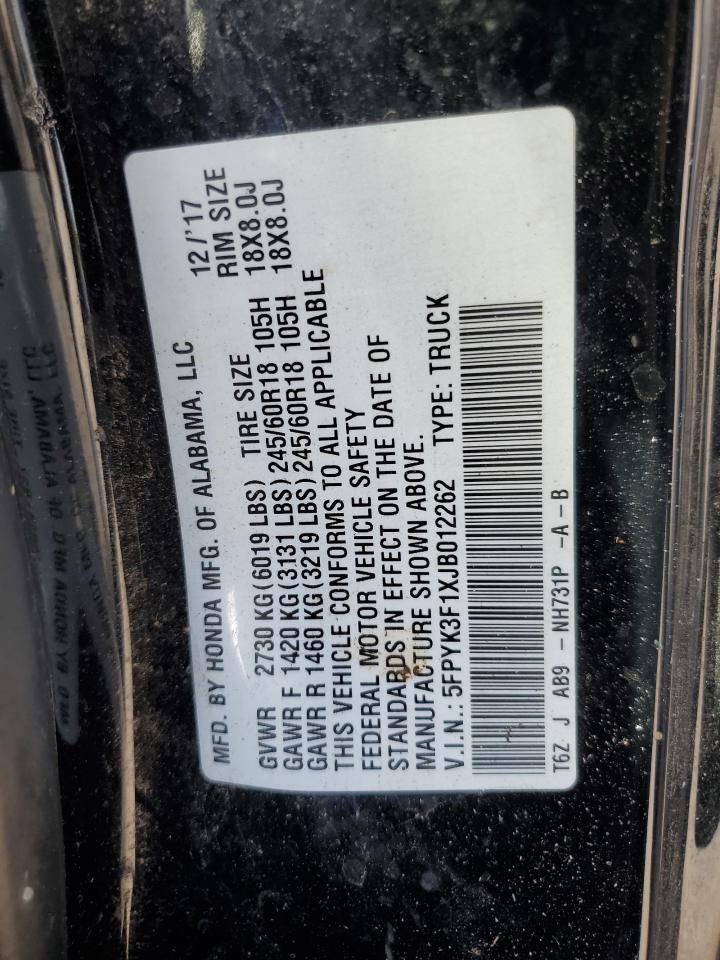 MFD. BY HONDA MFG. OF ALABAMA, LLC 12/'17
GVWR 2730 KG(6019 LBS) TIRE SIZE RIM SIZE
GAWR F 1420 KG(3131 LBS)245/60R18 105H 18X8.0J
GAWR R 1460 KG(3219 LBS)245/60R18 105H 18X8.0J
THIS VEHICLE CONFORMS TO ALL APPLICABLE
FEDERAL MOTOR VEHICLE SAFETY
STANDARDS IN EFFECT ON THE DATE OF
MANUFACTURE SHOWN ABOVE.
V.I.N.:5FPYK3F1XJB012262 TYPE: TRUCK
T6Z J AB9 -NH731P -A-B